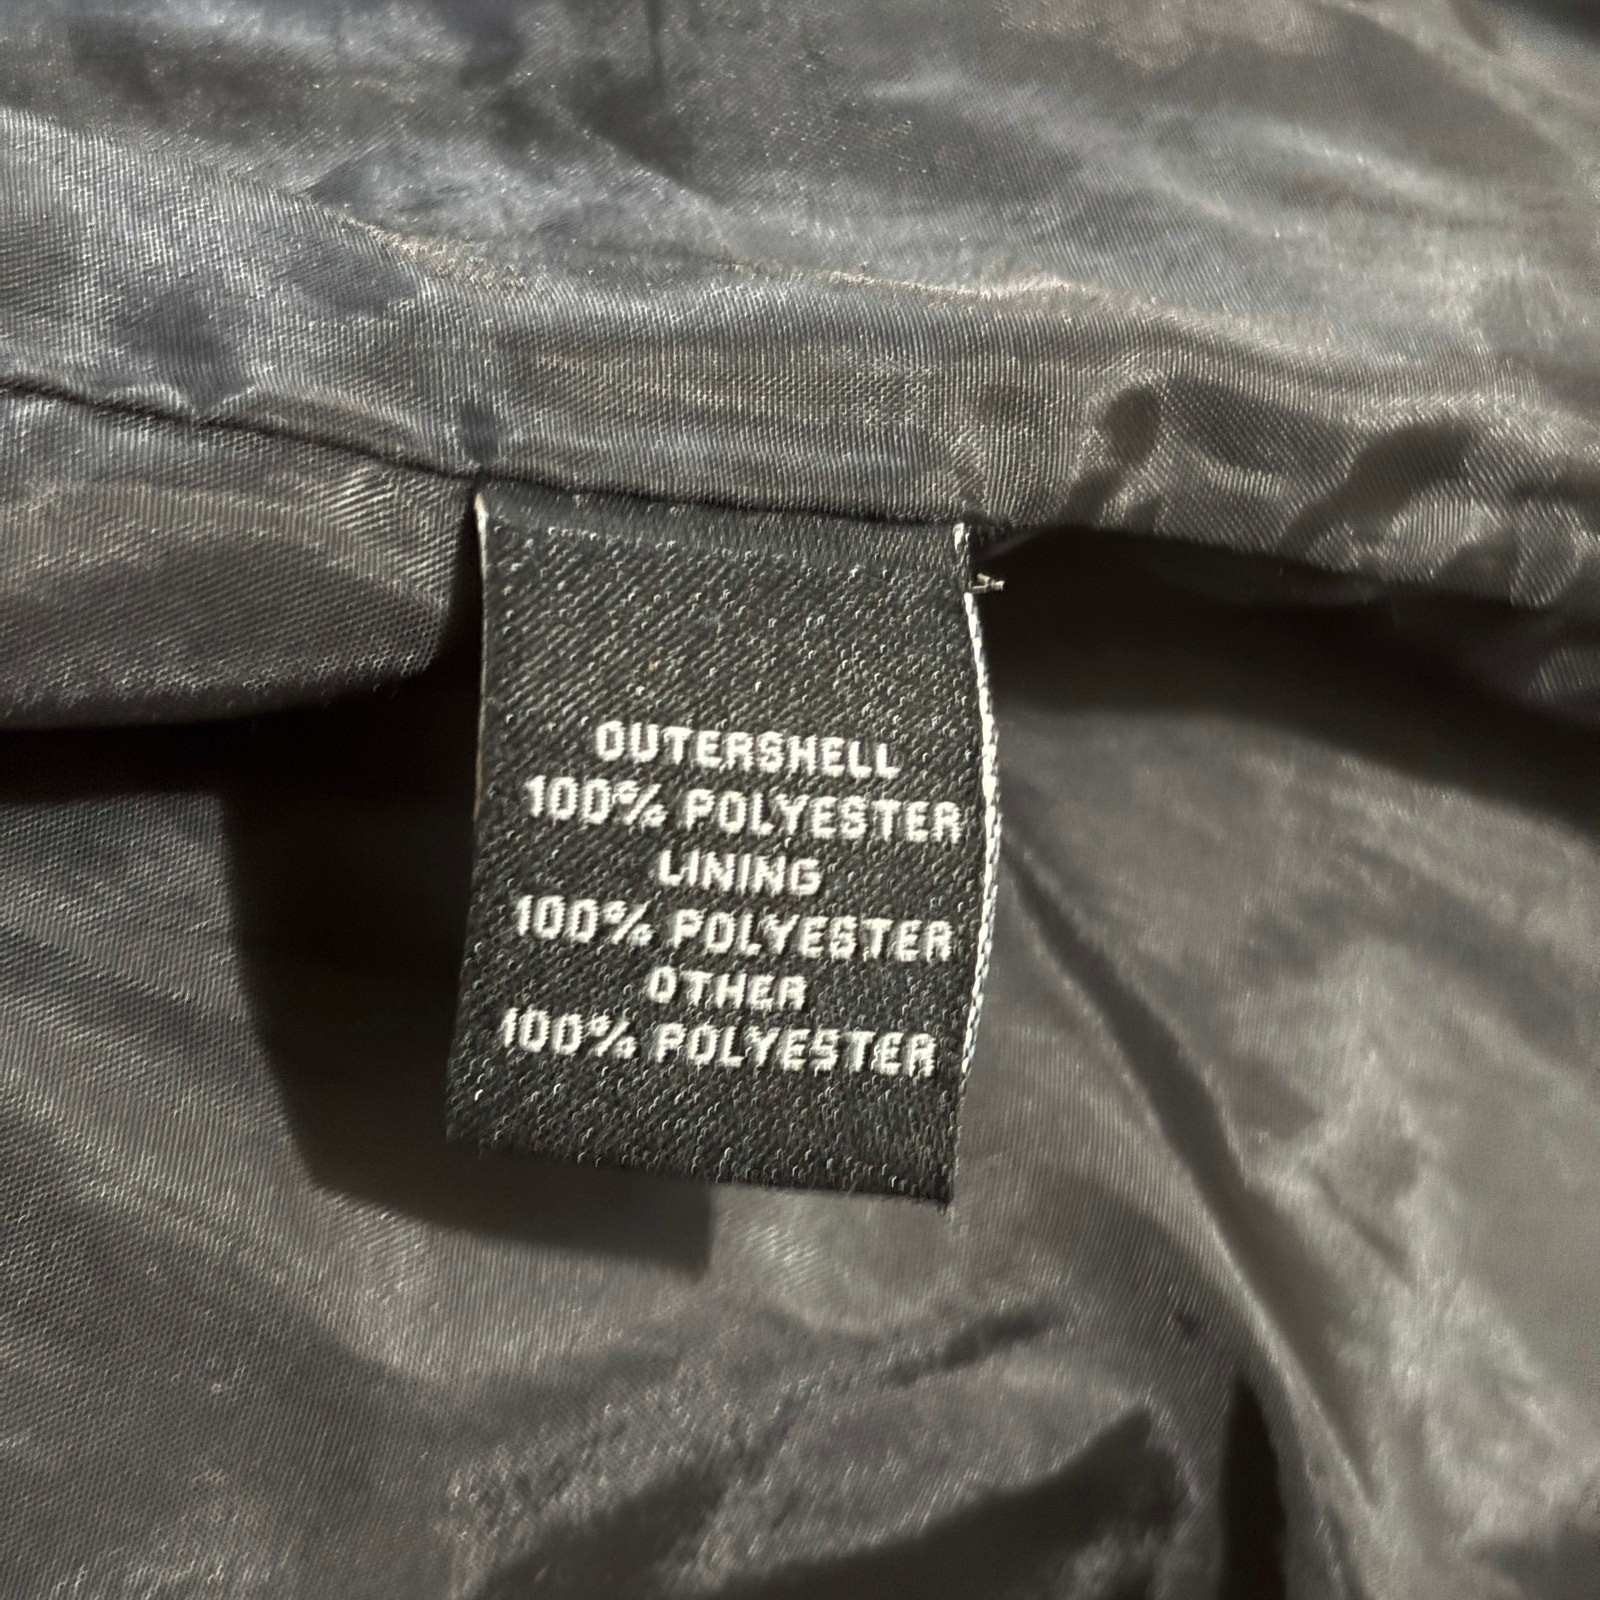 OUTERSHELL
100% POLYESTER
LINING
100% POLYESTER
OTHER
100% POLYESTER